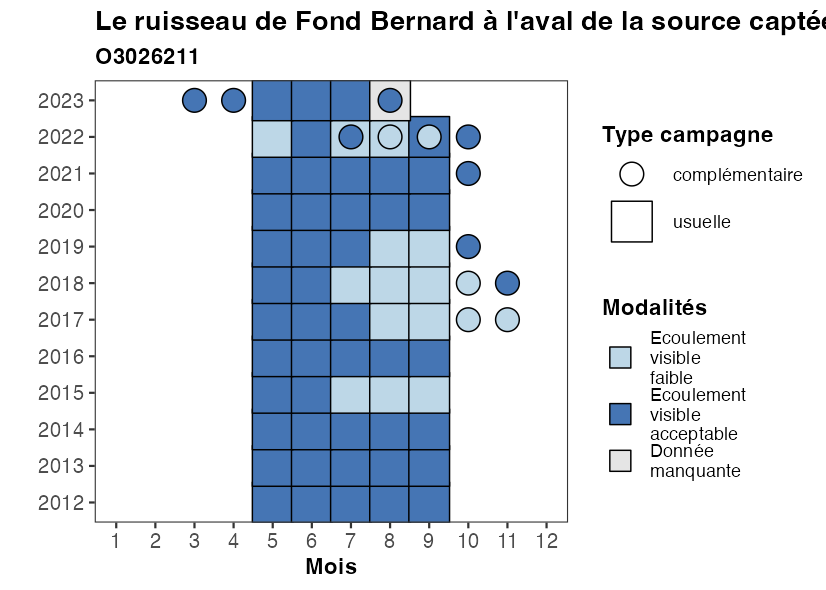 Le ruisseau de Fond Bernard à l'aval de la source captée
O3026211
2023
2022
2021
2020
2019
2018
2017
2016
2015
2014
2013
2012
1 2 3 4 5 6 7 8 9 10 11 12
Mois
Type campagne
complémentaire
usuelle
Modalités
Ecoulement
visible
faible
Ecoulement
visible
acceptable
Donnée
manquante